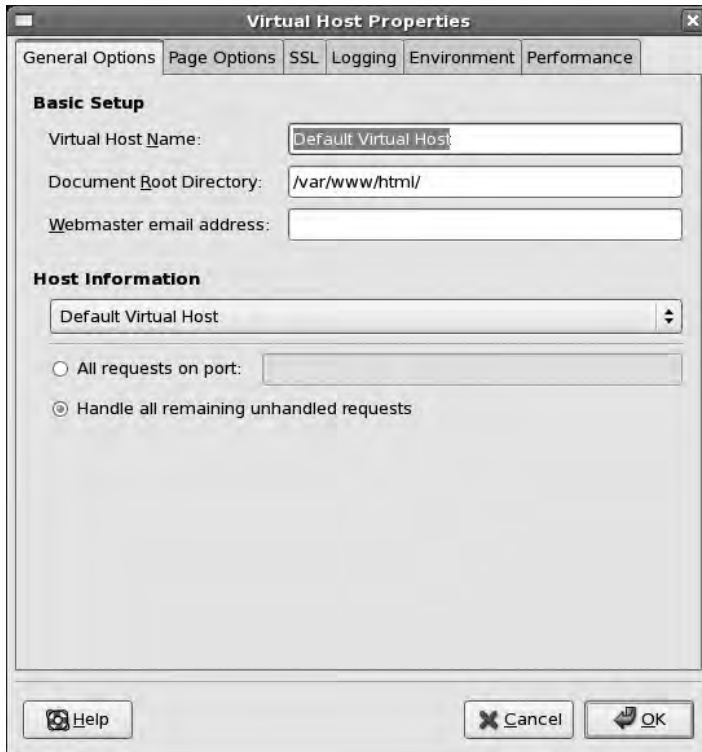 Virtual Host Properties
General Options Page Options SSL Logging Environment Performance
Basic Setup
Virtual Host Name: Default Virtual Host
Document Root Directory: /var/www/html/
Webmaster email address:
Host Information
Default Virtual Host
All requests on port:
Handle all remaining unhandled requests
Help Cancel OK